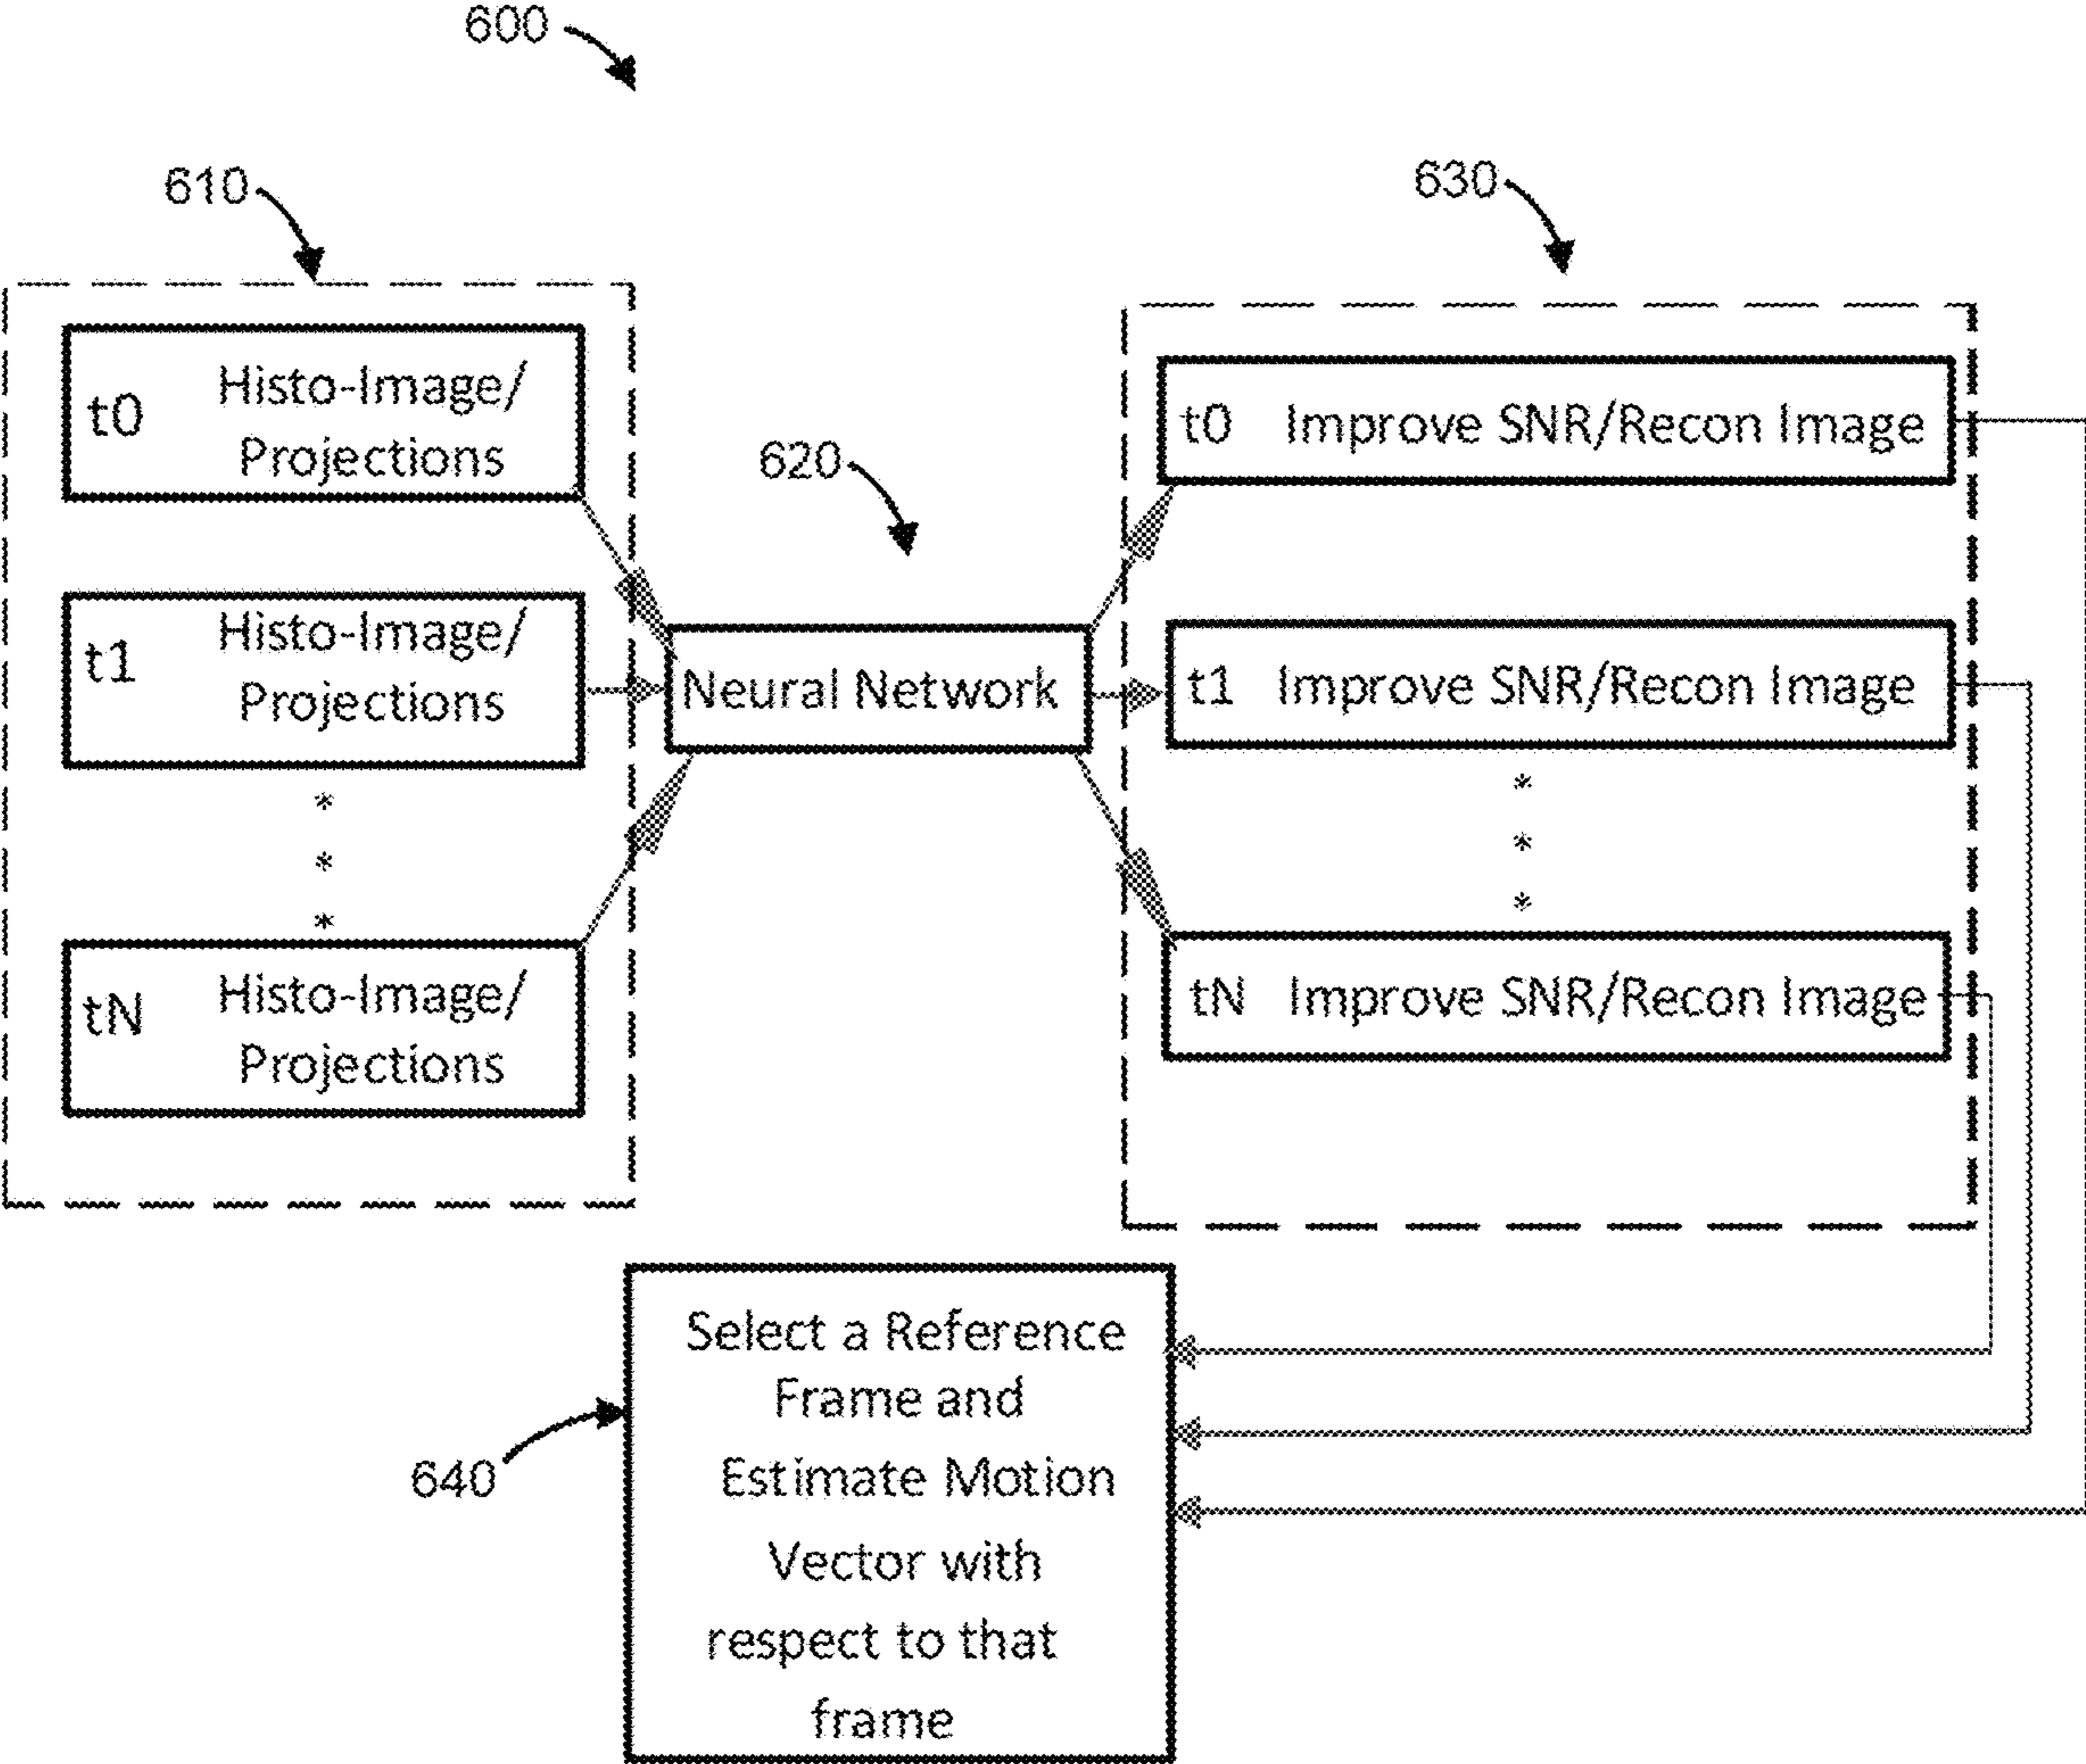 600
610
630
t0
Histo-Image/
Projections
620
t0 Improve SNR/Recon Image
t1
Histo-Image/
Projections
Neural Network
t1 Improve SNR/Recon Image
*
*
*
*
*
*
tN
Histo-Image/
Projections
tN Improve SNR/Recon Image
640
Select a Reference
Frame and
Estimate Motion
Vector with
respect to that
frame